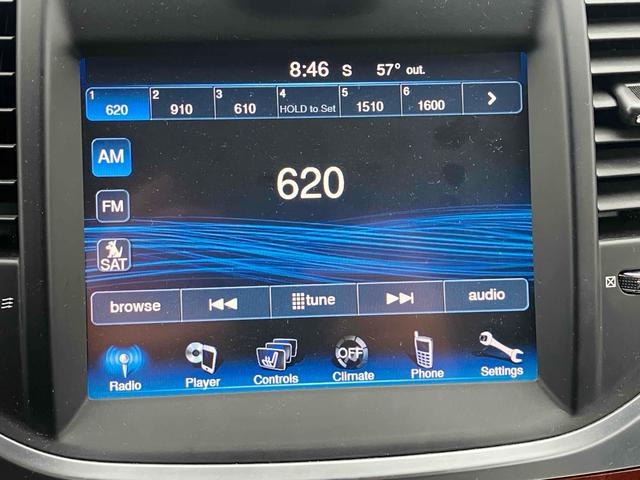 8:46 S 57° out.
1 620 2 910 3 610 4 HOLD to Set 5 1510 6 1600 >
AM
620
FM
SAT
browse tune audio
Radio Player Controls OFF Climate Phone Settings